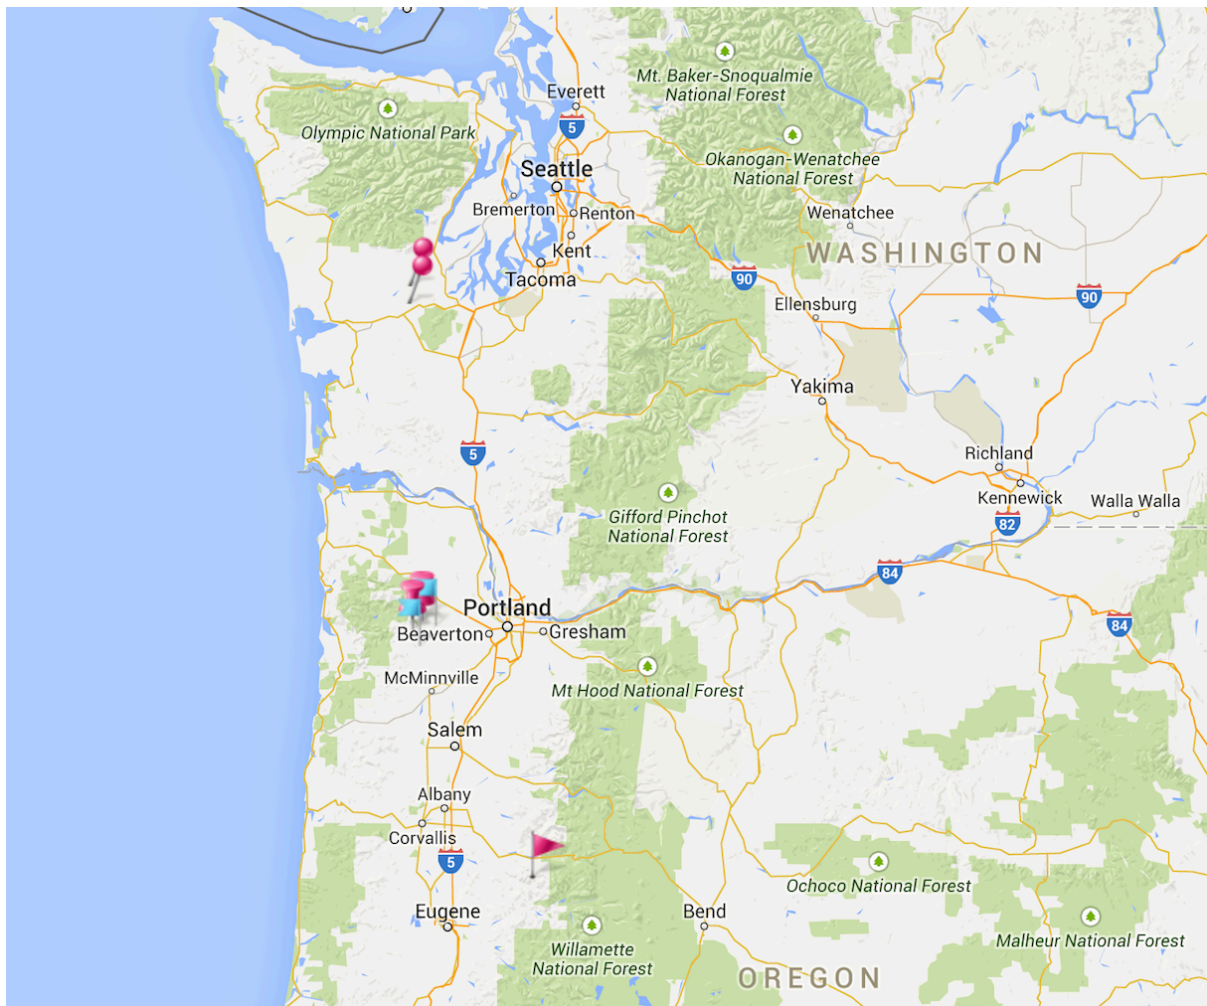 Mt. Baker-Snoqualmie
National Forest
Everett
5
Olympic National Park
Okanogan-Wenatchee
National Forest
Seattle
Bremerton
Renton
Wenatchee
Kent
WASHINGTON
Tacoma
90
90
Ellensburg
Yakima
5
Richland
Kennewick
Walla Walla
Gifford Pinchot
National Forest
82
84
Portland
84
Beaverton
Gresham
McMinnville
Mt Hood National Forest
Salem
Albany
Corvallis
5
Ochoco National Forest
Eugene
Bend
Malheur National Forest
Willamette
National Forest
OREGON